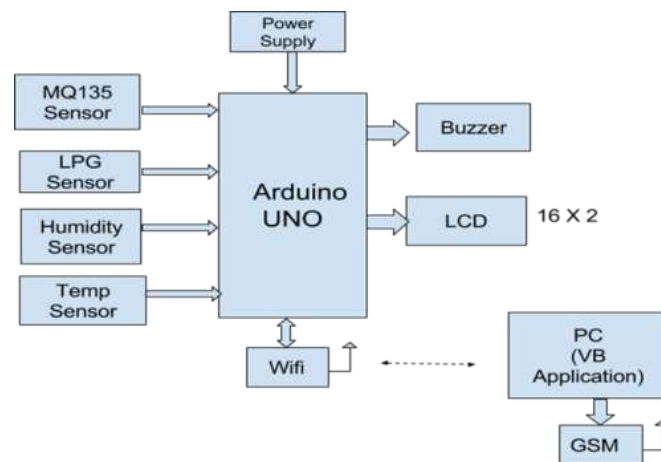 Power
Supply
MQ135
Sensor
LPG
Sensor
Humidity
Sensor
Temp
Sensor
Arduino
UNO
Buzzer
LCD
16 X 2
Wifi
PC
(VB
Application)
GSM